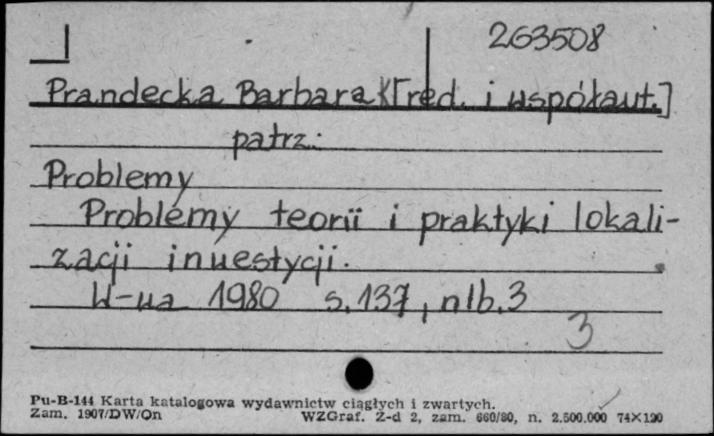 263508
Prandecka Barbara K[red. i współaut.]
patrz:
Problemy
Problemy teorii i praktyki lokali-
zacji inwestycji.
W-wa 1980 s. 137, nlb. 3
3
Pu-B-144 Karta katalogowa wydawnictw ciągłych i zwartych.
Zam. 1907/DW/On WZGraf. Z-d 2, zam. 660/80, n. 2.500.000 74×120